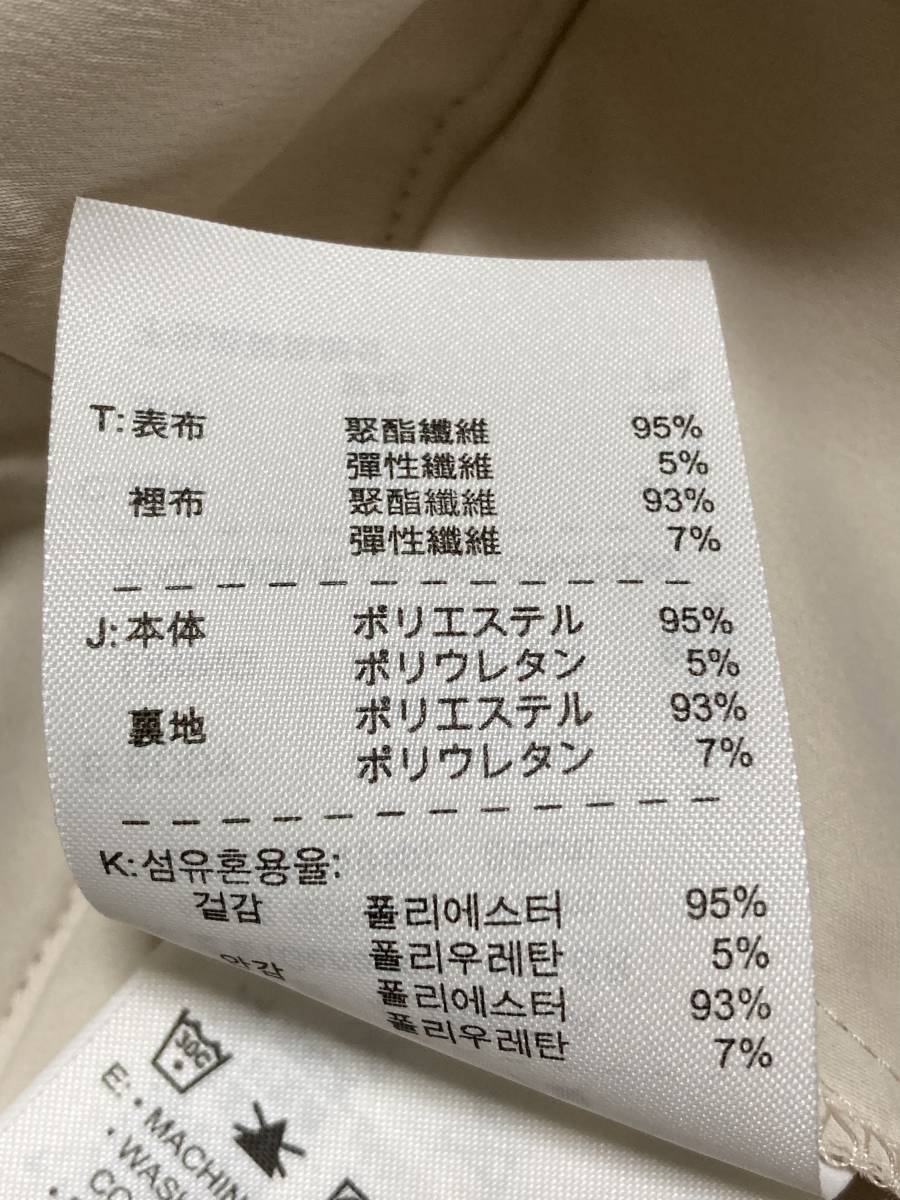 T: 表布 聚酯纖維 95%
彈性纖維 5%
裡布 聚酯纖維 93%
彈性纖維 7%
J: 本体 ポリエステル 95%
ポリウレタン 5%
裏地 ポリエステル 93%
ポリウレタン 7%
K: 섬유혼용율:
겉감 폴리에스터 95%
폴리우레탄 5%
안감 폴리에스터 93%
폴리우레탄 7%
30C
E: • MACHIN
• WAS
CO